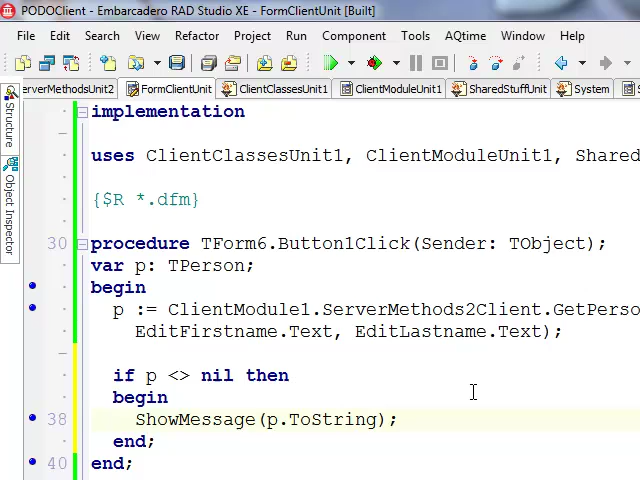 PODOClient - Embarcadero RAD Studio XE - FormClientUnit [Built]
File Edit Search View Refactor Project Run Component Tools AQtime Window Help
erverMethodsUnit2 FormClientUnit ClientClassesUnit1 ClientModuleUnit1 SharedStuffUnit System
Structure
Object Inspector
implementation
uses ClientClassesUnit1, ClientModuleUnit1, Shared
{$R *.dfm}
30 procedure TForm6.Button1Click(Sender: TObject);
var p: TPerson;
begin
p := ClientModule1.ServerMethods2Client.GetPerso
EditFirstname.Text, EditLastname.Text);
if p <> nil then
begin
38 ShowMessage(p.ToString);
end;
40 end;